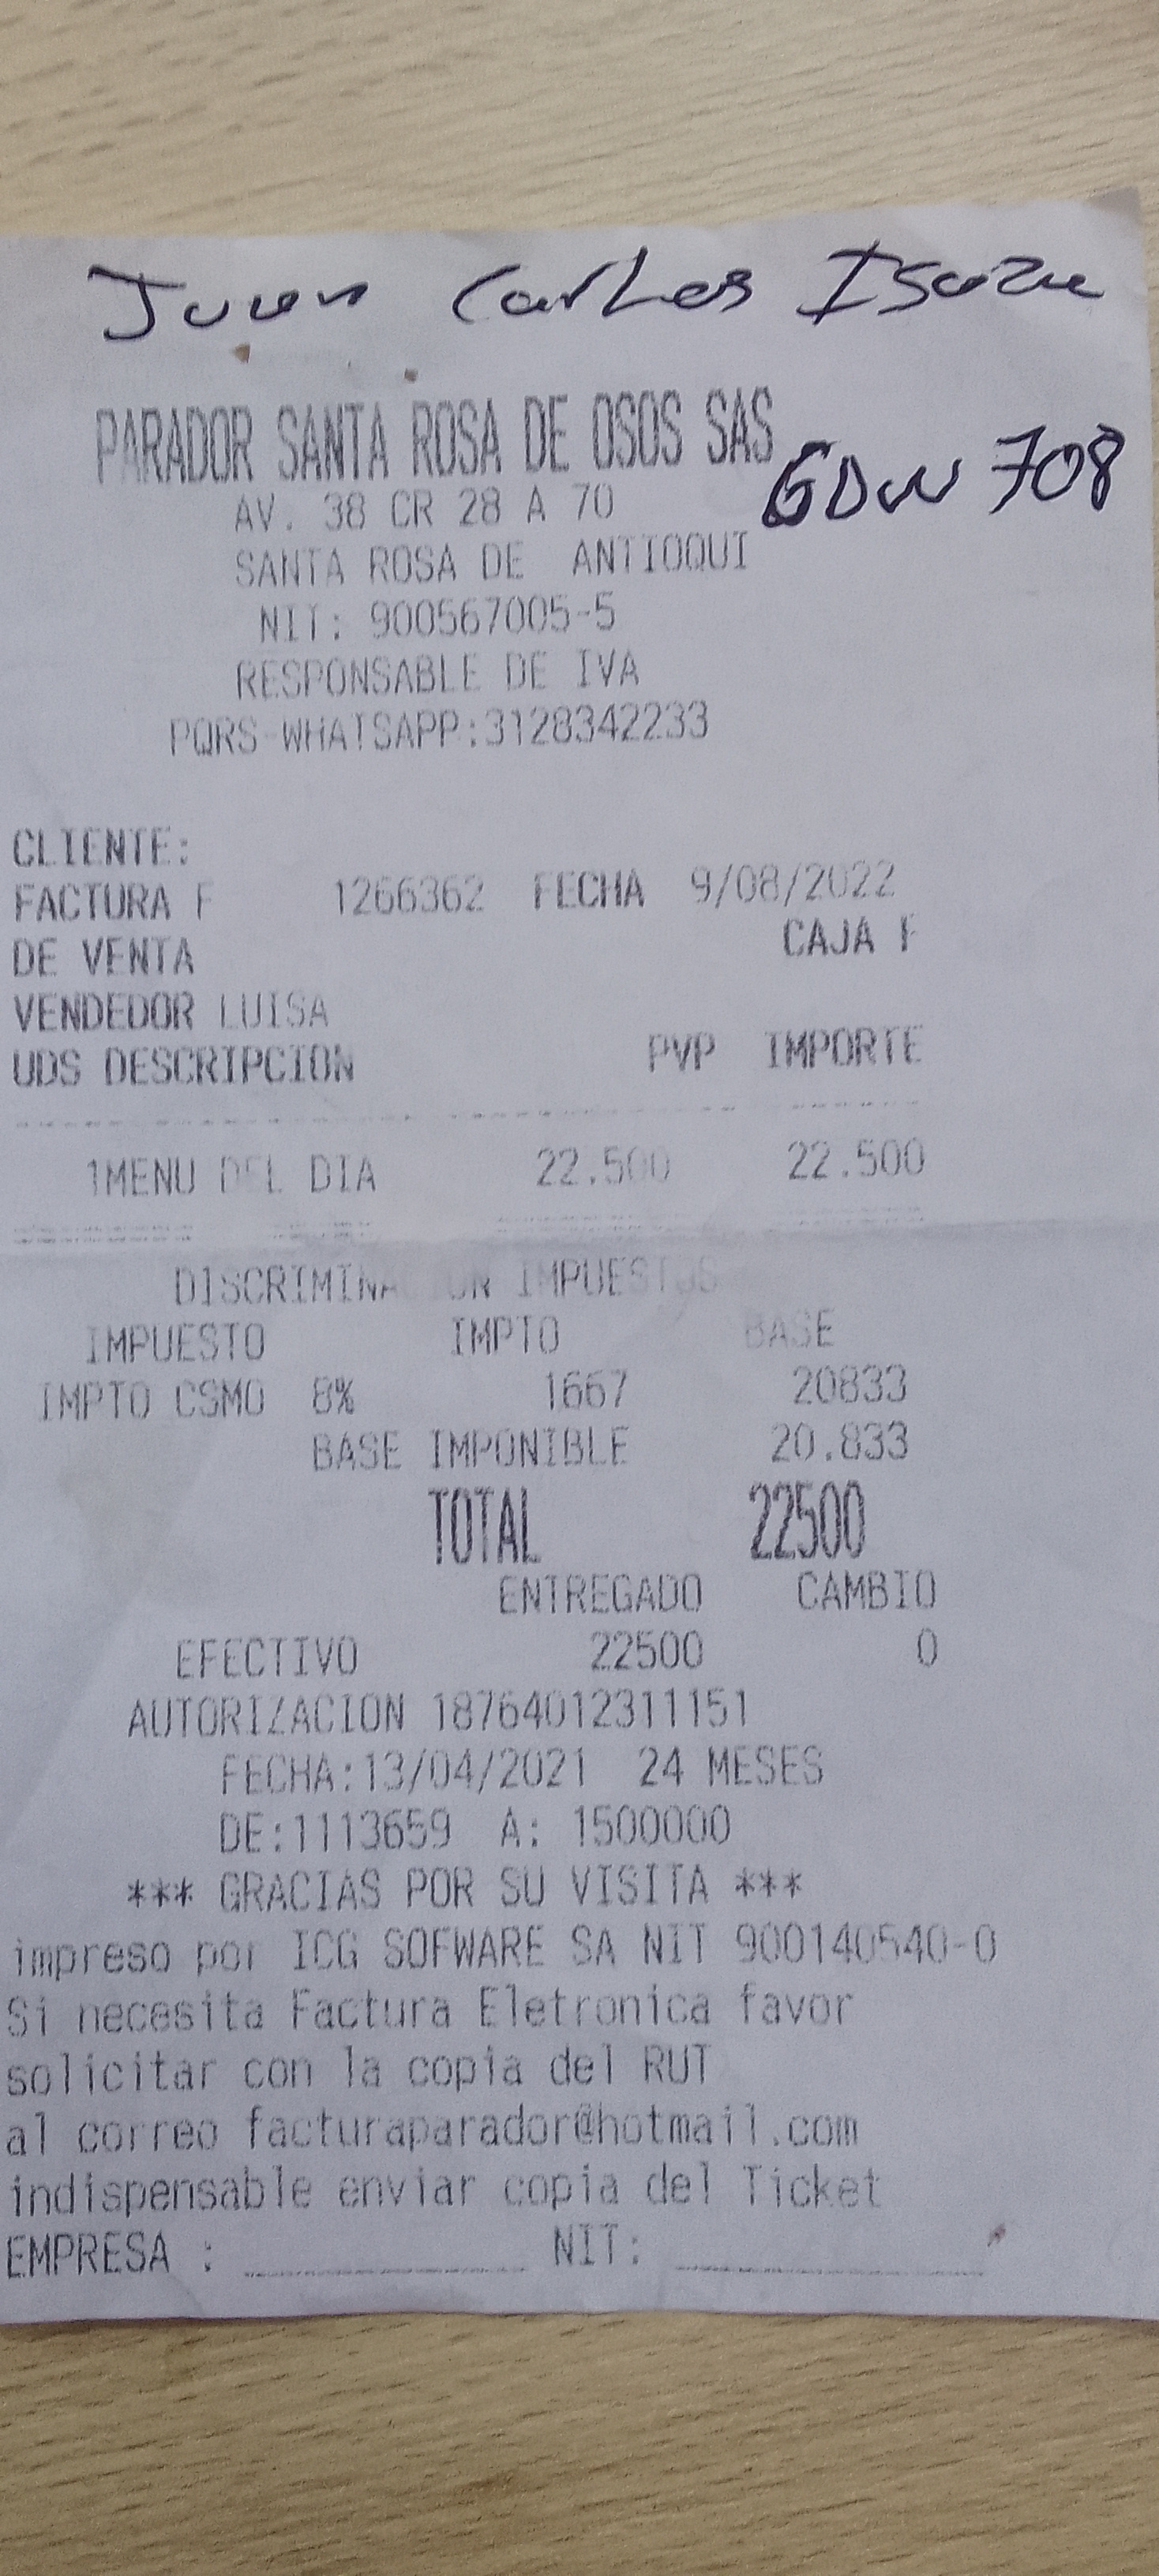 Juan Carlos Isaza
PARADOR SANTA ROSA DE OSOS SAS
GDW 708
AV. 38 CR 28 A 70
SANTA ROSA DE ANTIOQUI
NIT: 900567005-5
RESPONSABLE DE IVA
PQRS-WHATSAPP:3128342233
CLIENTE:
FACTURA F 1266362 FECHA 9/08/2022
DE VENTA CAJA F
VENDEDOR LUISA
UDS DESCRIPCION PVP IMPORTE
1MENU DEL DIA 22.500 22.500
DISCRIMINACION IMPUESTOS
IMPUESTO IMPTO BASE
IMPTO CSMO 8% 1667 20833
BASE IMPONIBLE 20.833
TOTAL 22500
ENTREGADO CAMBIO
EFECTIVO 22500 0
AUTORIZACION 18764012311151
FECHA:13/04/2021 24 MESES
DE:1113659 A: 1500000
*** GRACIAS POR SU VISITA ***
impreso por ICG SOFWARE SA NIT 900140540-0
Si necesita Factura Eletronica favor
solicitar con la copia del RUT
al correo facturaparador@hotmail.com
indispensable enviar copia del Ticket
EMPRESA : ____________ NIT: ____________